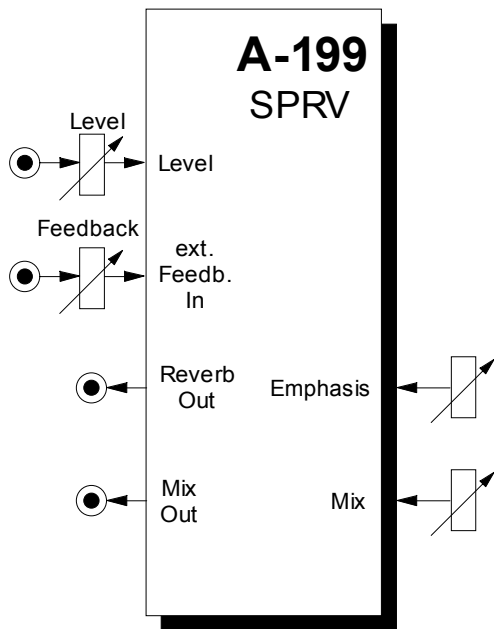 A-199
SPRV
Level
Level
Feedback
ext.
Feedb.
In
Reverb
Out
Emphasis
Mix
Out
Mix